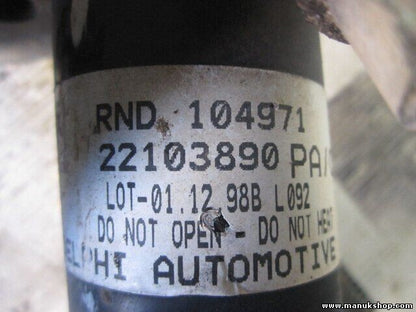 RND 104971
22103890 PA/
LOT-01.12.98B L092
DO NOT OPEN - DO NOT HEA
ELPHI AUTOMOTIVE
www.manukshop.com